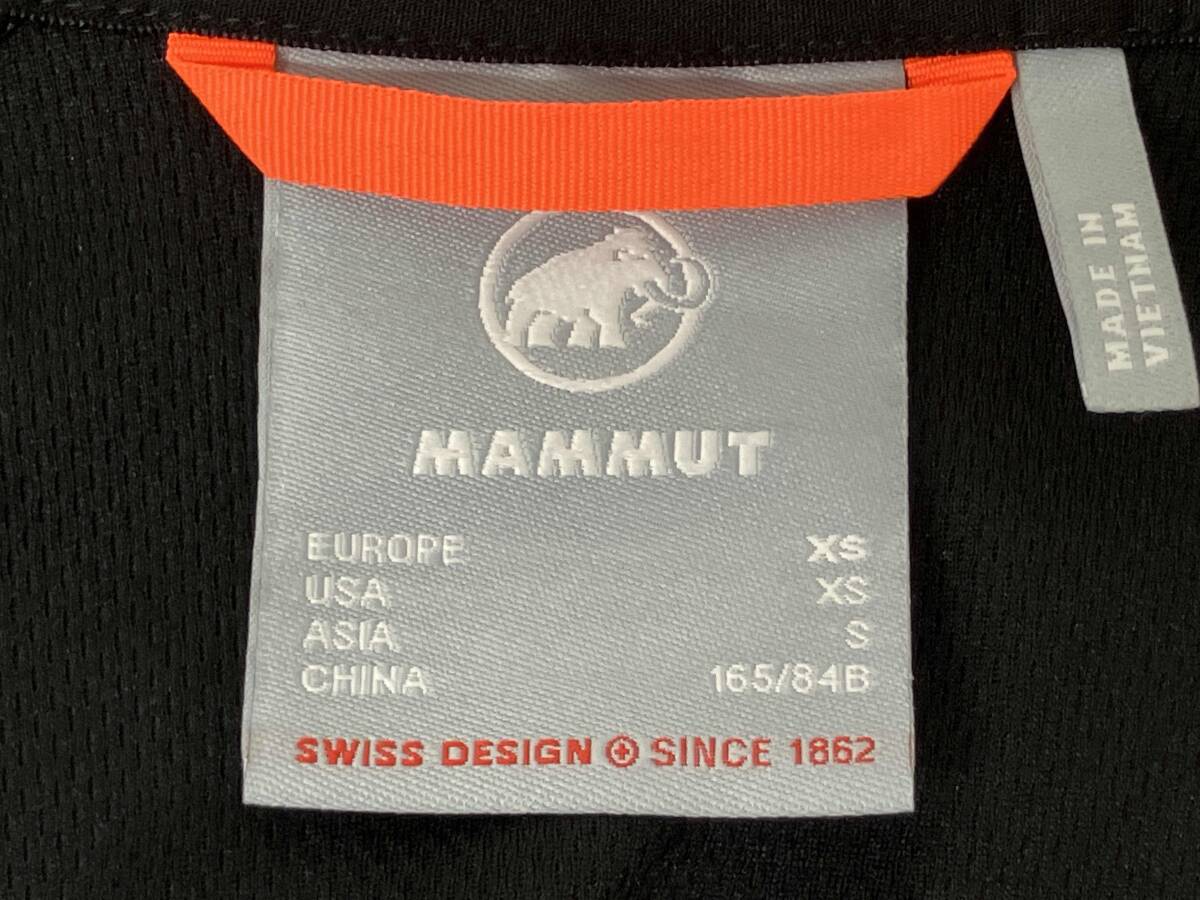 MAMMUT
EUROPE XS
USA XS
ASIA S
CHINA 165/84B
SWISS DESIGN SINCE 1862
MADE IN
VIETNAM